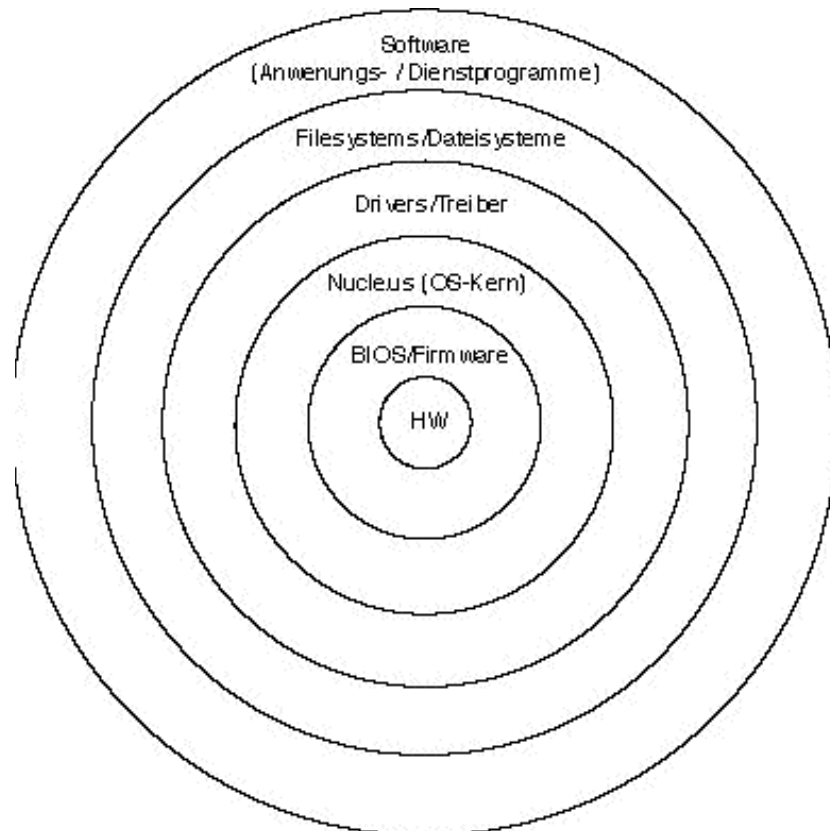 Software
(Anwenungs- / Dienstprogramme)
Filesystems/Dateisysteme
Drivers/Treiber
Nucleus (OS-Kern)
BIOS/Firmware
HW